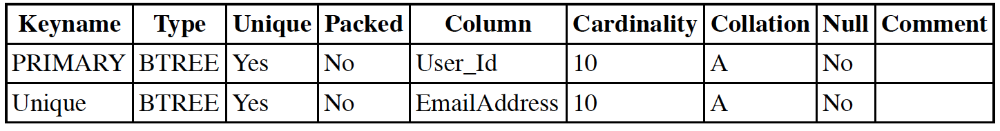 Keyname Type Unique Packed Column Cardinality Collation Null Comment
PRIMARY BTREE Yes No User_Id 10 A No
Unique BTREE Yes No EmailAddress 10 A No